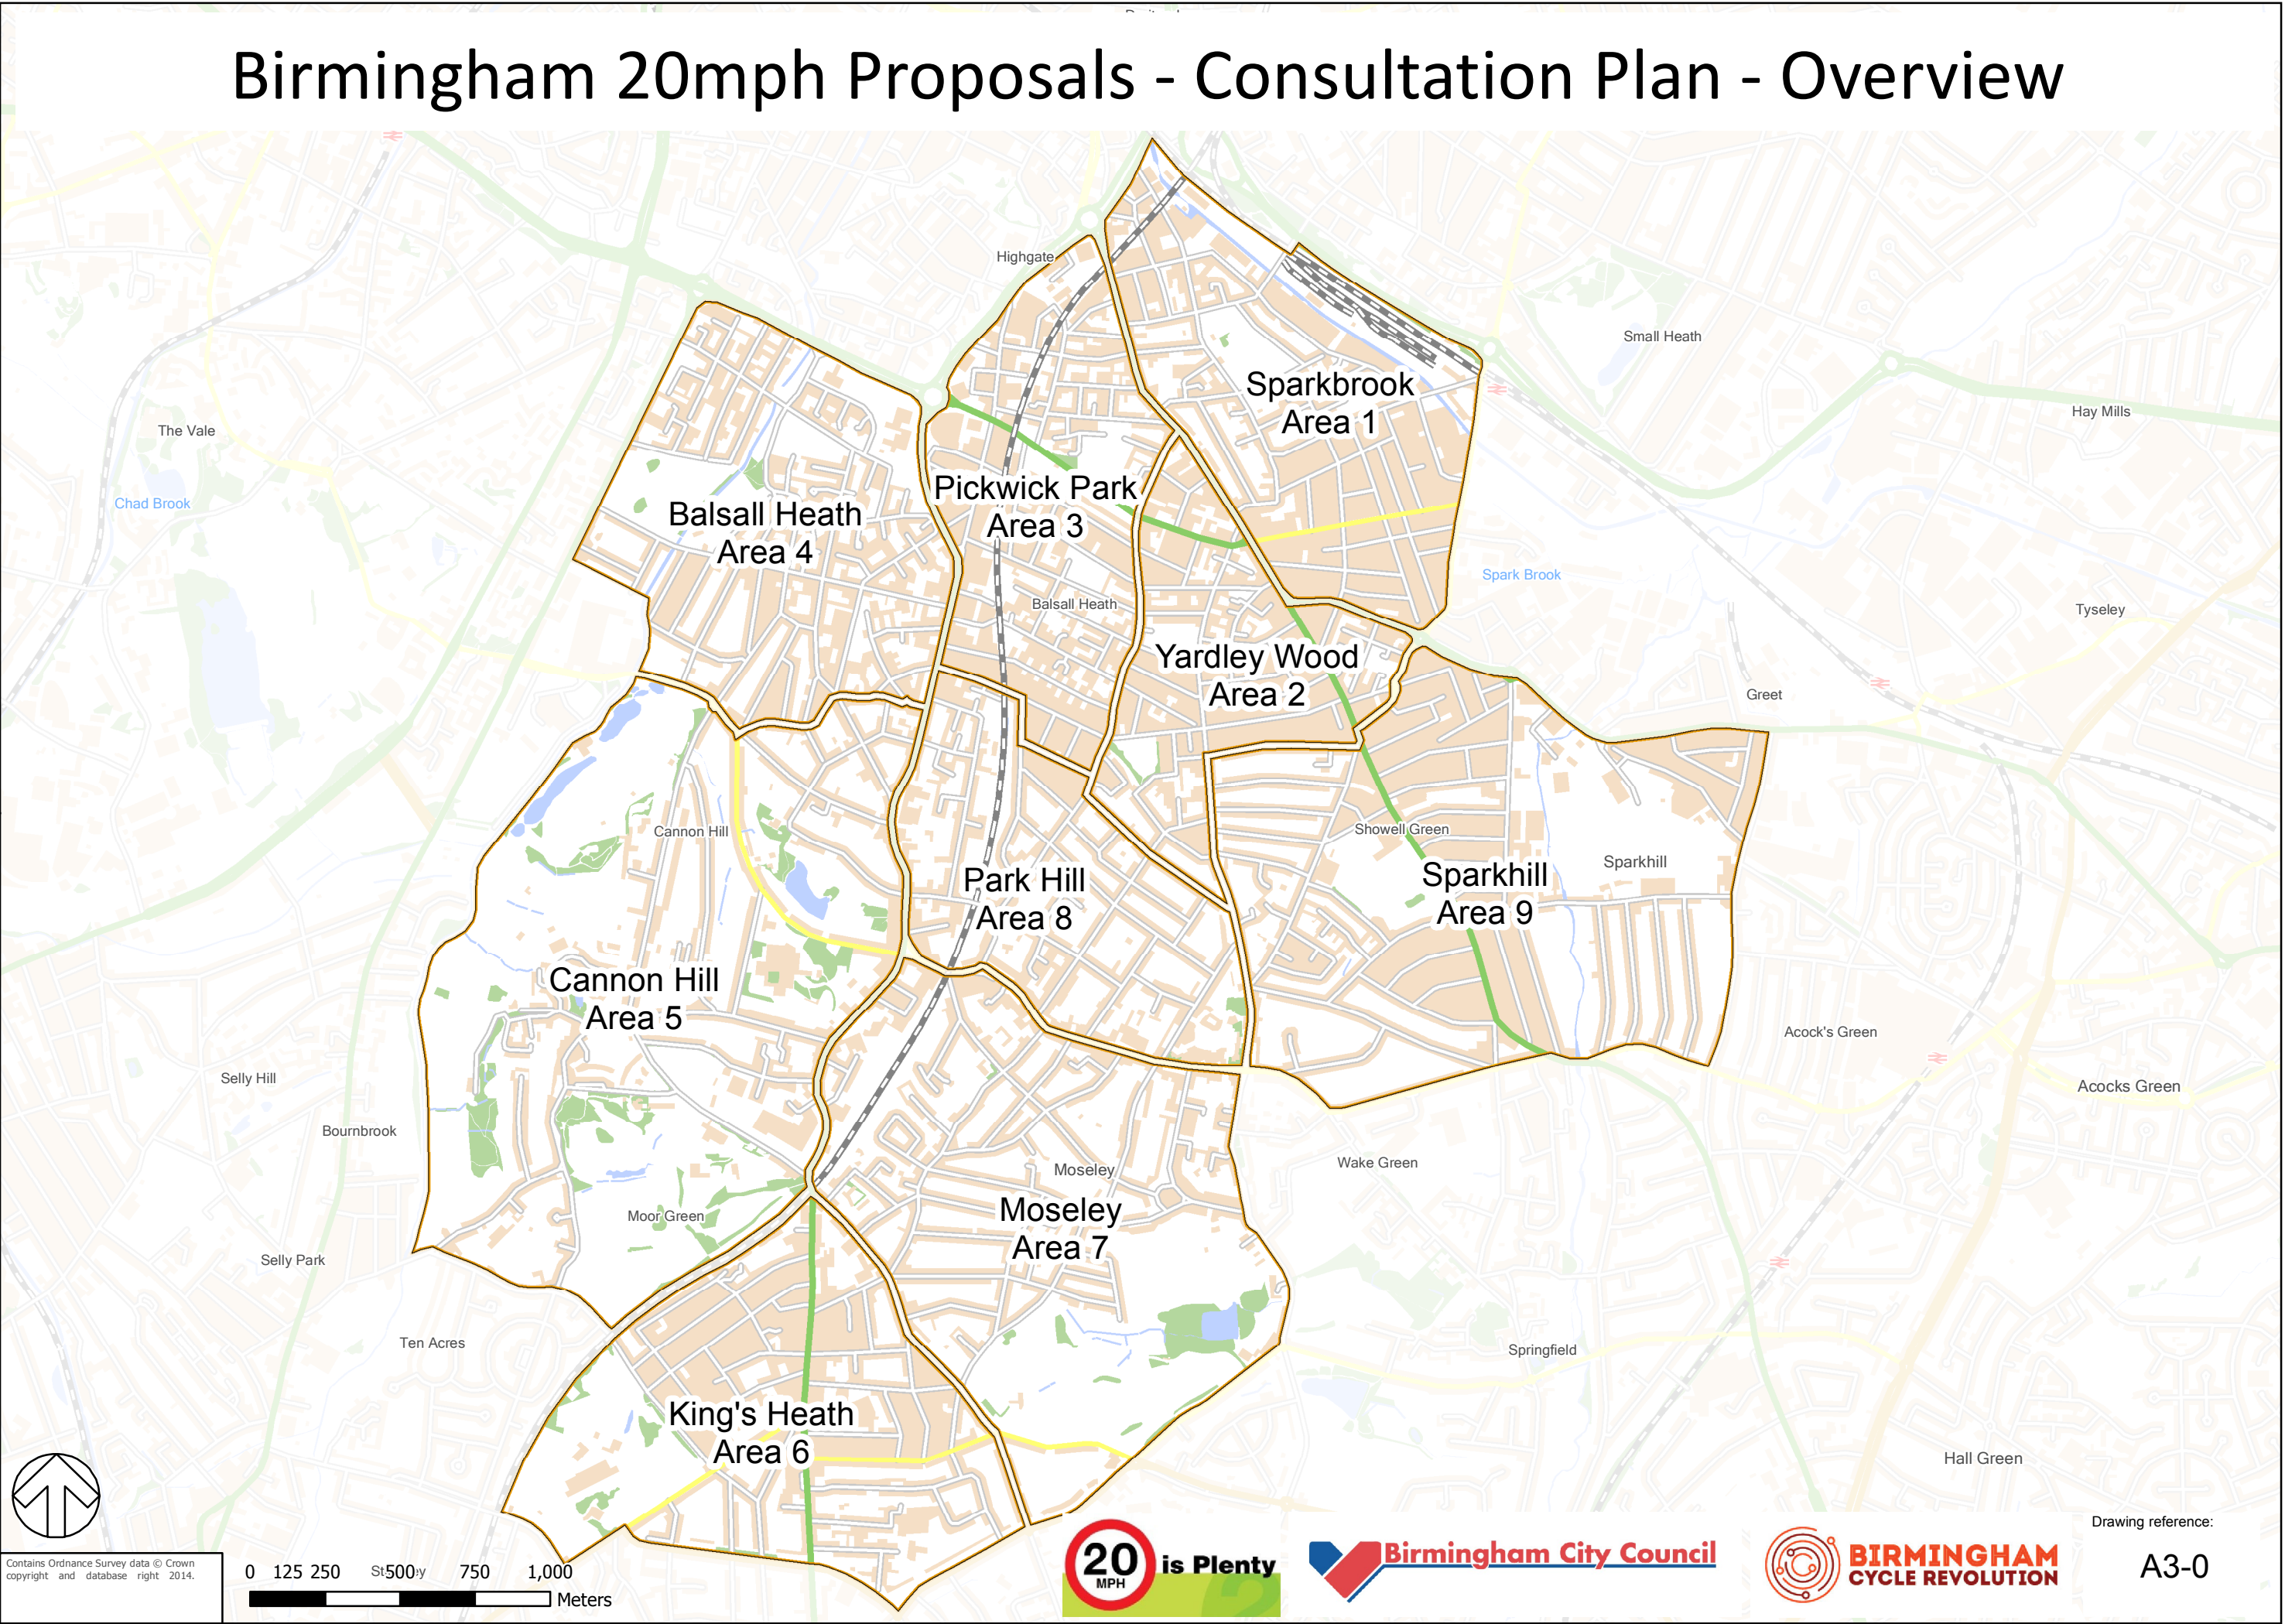 Birmingham 20mph Proposals - Consultation Plan - Overview
Highgate
Small Heath
Sparkbrook
Area 1
Hay Mills
The Vale
Pickwick Park
Area 3
Chad Brook
Balsall Heath
Area 4
Spark Brook
Balsall Heath
Tyseley
Yardley Wood
Area 2
Greet
Cannon Hill
Showell Green
Sparkhill
Park Hill
Area 8
Sparkhill
Area 9
Cannon Hill
Area 5
Acock's Green
Selly Hill
Acocks Green
Bournbrook
Wake Green
Moseley
Moseley
Area 7
Moor Green
Selly Park
Ten Acres
Springfield
King's Heath
Area 6
Hall Green
Contains Ordnance Survey data © Crown
copyright and database right 2014.
0 125 250 500 750 1,000
Meters
20
MPH
is Plenty
Birmingham City Council
BIRMINGHAM
CYCLE REVOLUTION
Drawing reference:
A3-0